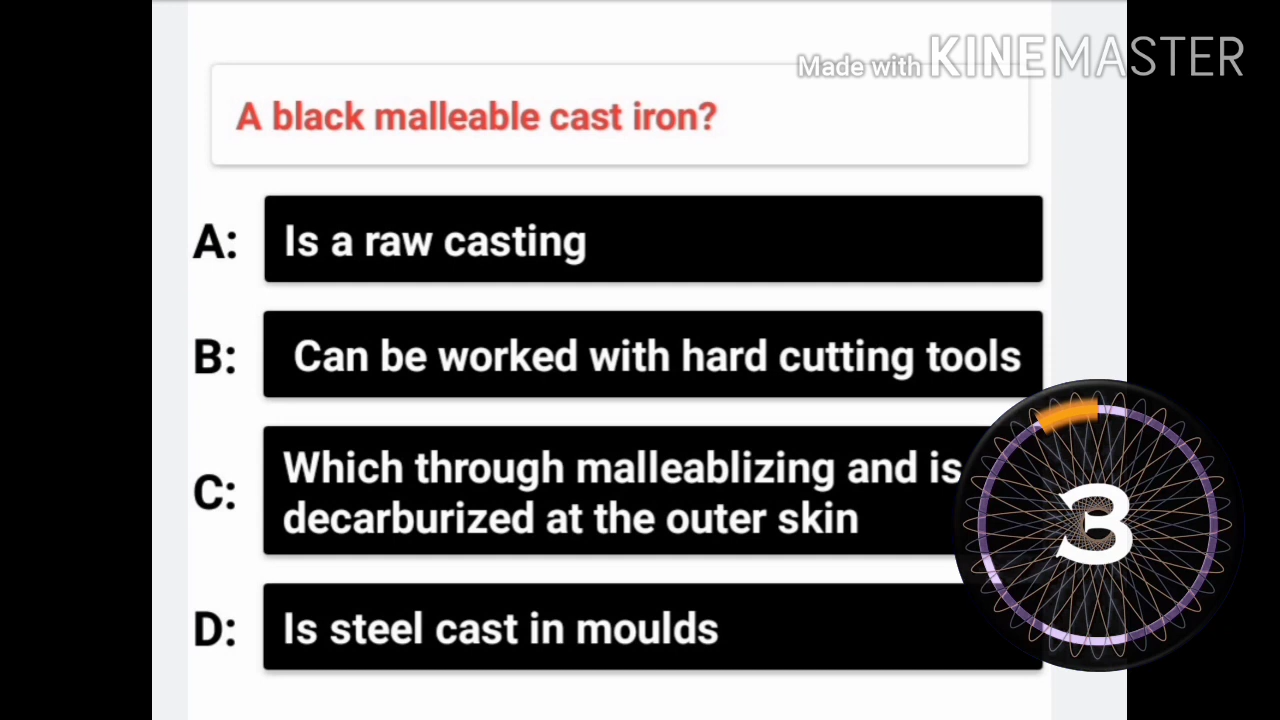 Made with KINEMASTER
A black malleable cast iron?
A: Is a raw casting
B: Can be worked with hard cutting tools
C: Which through malleablizing and is
decarburized at the outer skin
D: Is steel cast in moulds
3